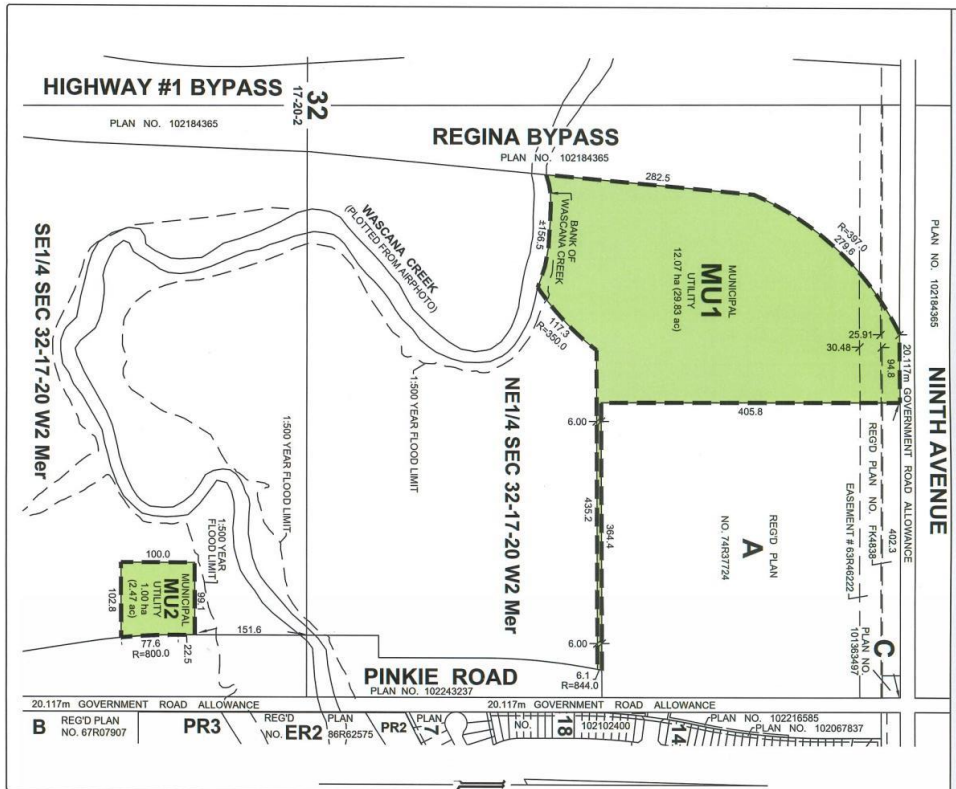 HIGHWAY #1 BYPASS
PLAN NO. 102184365
32
17-20-2
REGINA BYPASS
PLAN NO. 102184365
282.5
R=397.0
279.6
PLAN NO. 102184365
WASCANA CREEK
(PLOTTED FROM AIRPHOTO)
±156.5
BANK OF
WASCANA CREEK
MUNICIPAL
UTILITY
MU1
12.07 ha (29.83 ac)
117.3
R=350.0
25.91
30.48
94.8
20.117m GOVERNMENT ROAD ALLOWANCE
NINTH AVENUE
SE1/4 SEC 32-17-20 W2 Mer
1:500 YEAR FLOOD LIMIT
1:500 YEAR FLOOD LIMIT
NE1/4 SEC 32-17-20 W2 Mer
405.8
6.00
435.2
364.4
A
REG'D PLAN
NO. 74R37724
EASEMENT # 63R46222
REG'D PLAN NO. FK4838
402.3
1:500 YEAR
FLOOD LIMIT
100.0
MUNICIPAL
MU2
UTILITY
1.00 ha
(2.47 ac)
102.8
99.1
77.6
R=800.0
22.5
151.6
6.00
6.1
R=844.0
C
PLAN NO.
101363497
PINKIE ROAD
PLAN NO. 102243237
20.117m GOVERNMENT ROAD ALLOWANCE
20.117m GOVERNMENT ROAD ALLOWANCE
B
REG'D PLAN
NO. 67R07907
PR3
REG'D PLAN
NO. 86R62575
ER2
PR2
PLAN NO. 102102400
7
18
14
PLAN NO. 102216585
PLAN NO. 102067837